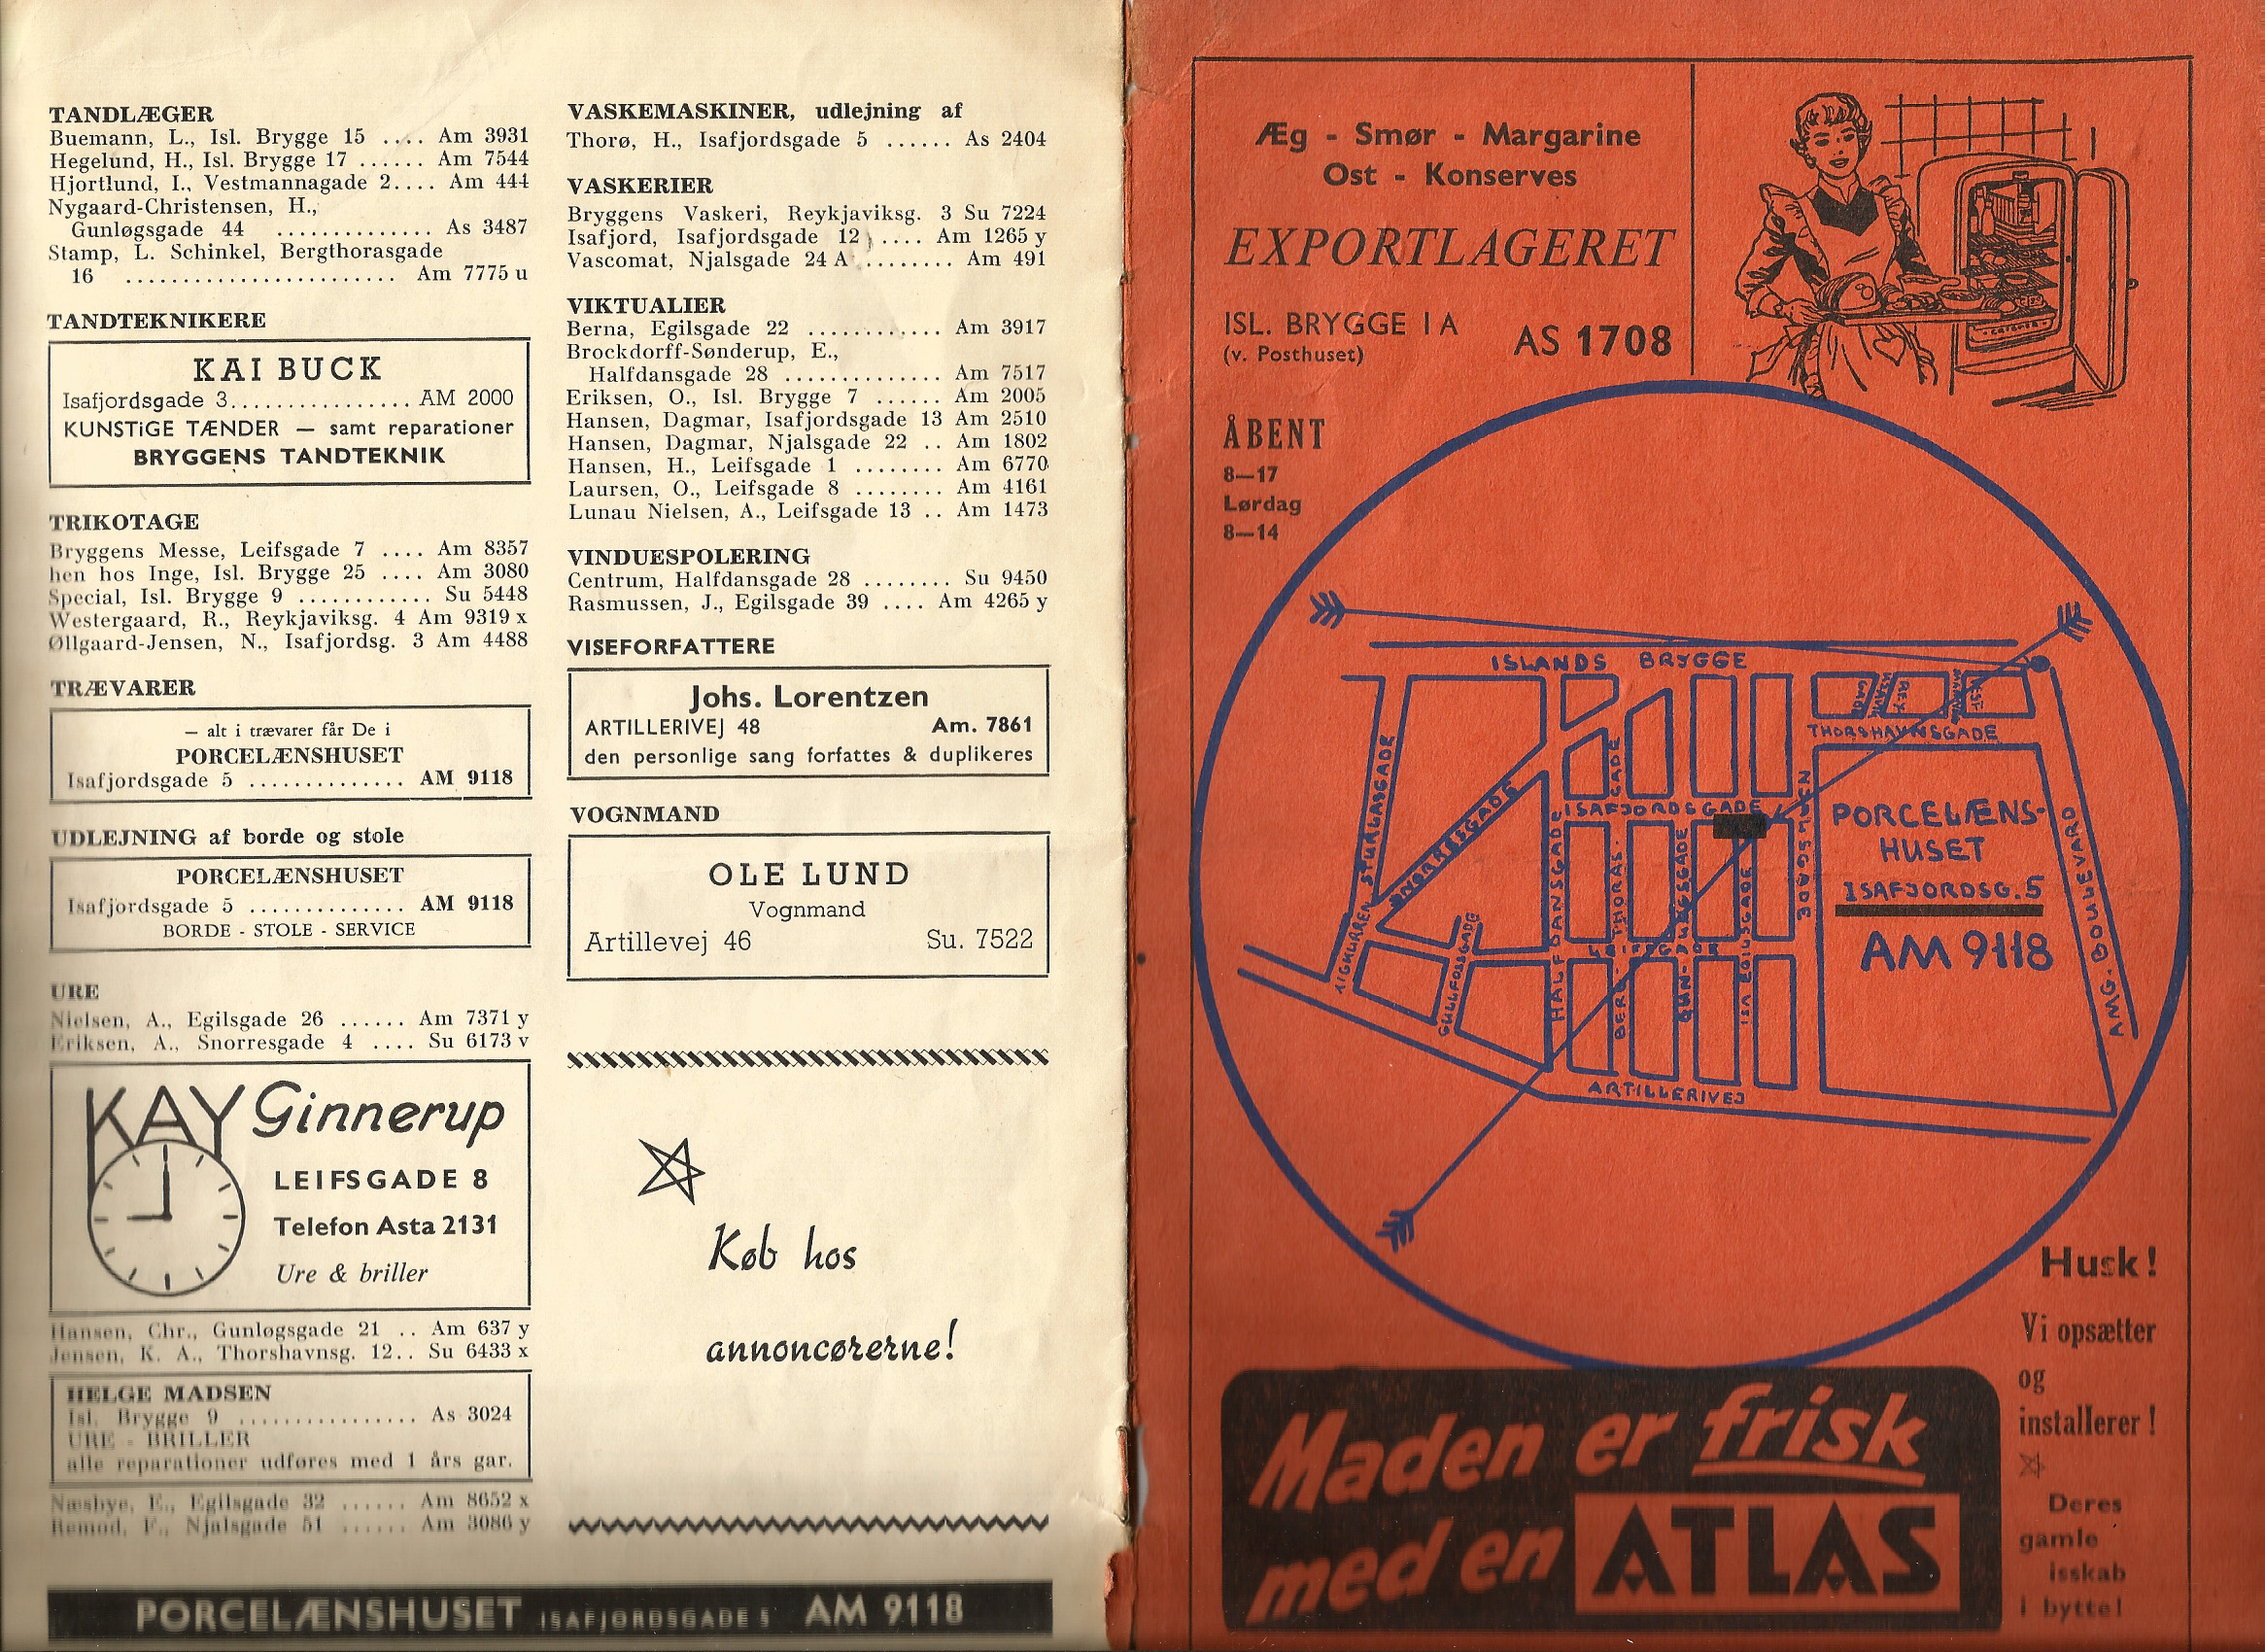 TANDLÆGER
Buemann, L., Isl. Brygge 15 .... Am 3931
Hegelund, H., Isl. Brygge 17 ...... Am 7544
Hjortlund, I., Vestmannagade 2.... Am 444
Nygaard-Christensen, H.,
Gunløgsgade 44 .............. As 3487
Stamp, L. Schinkel, Bergthorasgade
16 ........................ Am 7775 u
TANDTEKNIKERE
KAI BUCK
Isafjordsgade 3................ AM 2000
KUNSTiGE TÆNDER — samt reparationer
BRYGGENS TANDTEKNIK
TRIKOTAGE
Bryggens Messe, Leifsgade 7 .... Am 8357
hen hos Inge, Isl. Brygge 25 .... Am 3080
Special, Isl. Brygge 9 ............ Su 5448
Westergaard, R., Reykjaviksg. 4 Am 9319 x
Øllgaard-Jensen, N., Isafjordsg. 3 Am 4488
TRÆVARER
— alt i trævarer får De i
PORCELÆNSHUSET
Isafjordsgade 5 .............. AM 9118
UDLEJNING af borde og stole
PORCELÆNSHUSET
Isafjordsgade 5 .............. AM 9118
BORDE - STOLE - SERVICE
URE
Nielsen, A., Egilsgade 26 ...... Am 7371 y
Eriksen, A., Snorresgade 4 .... Su 6173 v
KAY Ginnerup
LEIFSGADE 8
Telefon Asta 2131
Ure & briller
Hansen, Chr., Gunløgsgade 21 .. Am 637 y
Jensen, K. A., Thorshavnsg. 12.. Su 6433 x
HELGE MADSEN
Isl. Brygge 9 ................ As 3024
URE - BRILLER
alle reparationer udføres med 1 års gar.
Næsbye, E., Egilsgade 32 ...... Am 8652 x
Remod, F., Njalsgade 51 ...... Am 3086 y
VASKEMASKINER, udlejning af
Thorø, H., Isafjordsgade 5 ...... As 2404
VASKERIER
Bryggens Vaskeri, Reykjaviksg. 3 Su 7224
Isafjord, Isafjordsgade 12 .... Am 1265 y
Vascomat, Njalsgade 24 A ........ Am 491
VIKTUALIER
Berna, Egilsgade 22 ............ Am 3917
Brockdorff-Sønderup, E.,
Halfdansgade 28 .............. Am 7517
Eriksen, O., Isl. Brygge 7 ...... Am 2005
Hansen, Dagmar, Isafjordsgade 13 Am 2510
Hansen, Dagmar, Njalsgade 22 .. Am 1802
Hansen, H., Leifsgade 1 ........ Am 6770
Laursen, O., Leifsgade 8 ........ Am 4161
Lunau Nielsen, A., Leifsgade 13 .. Am 1473
VINDUESPOLERING
Centrum, Halfdansgade 28 ........ Su 9450
Rasmussen, J., Egilsgade 39 .... Am 4265 y
VISEFORFATTERE
Johs. Lorentzen
ARTILLERIVEJ 48 Am. 7861
den personlige sang forfattes & duplikeres
VOGNMAND
OLE LUND
Vognmand
Artillevej 46 Su. 7522
Køb hos
annoncørerne!
PORCELÆNSHUSET ISAFJORDSGADE 5 AM 9118
Æg - Smør - Margarine
Ost - Konserves
EXPORTLAGERET
ISL. BRYGGE 1 A
(v. Posthuset)
AS 1708
ÅBENT
8—17
Lørdag
8—14
ISLANDS BRYGGE
THORSHAVNSGADE
STURLASGADE
SNORRESGADE
ISAFJORDSGADE
GADE
HALFDANSGADE
BERG-THORAS-
GUN-LØEGSGADE
EGILSGADE
NJALSGADE
GULLFOSSGADE
AMG. BOULEVARD
ARTILLERIVEJ
PORCELÆNS-
HUSET
ISAFJORDSG. 5
AM 9118
Husk!
Vi opsætter
og
installerer!
Deres
gamle
isskab
i bytte!
Maden er frisk
med en ATLAS